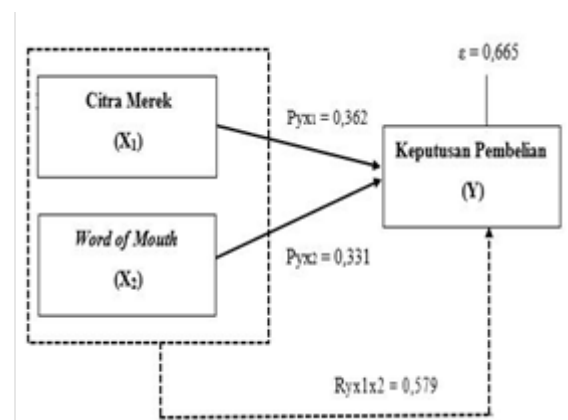 ε = 0,665
Citra Merek
(X₁)
Pyx₁ = 0,362
Keputusan Pembelian
(Y)
Word of Mouth
(X₂)
Pyx₂ = 0,331
Ryx1x2 = 0,579